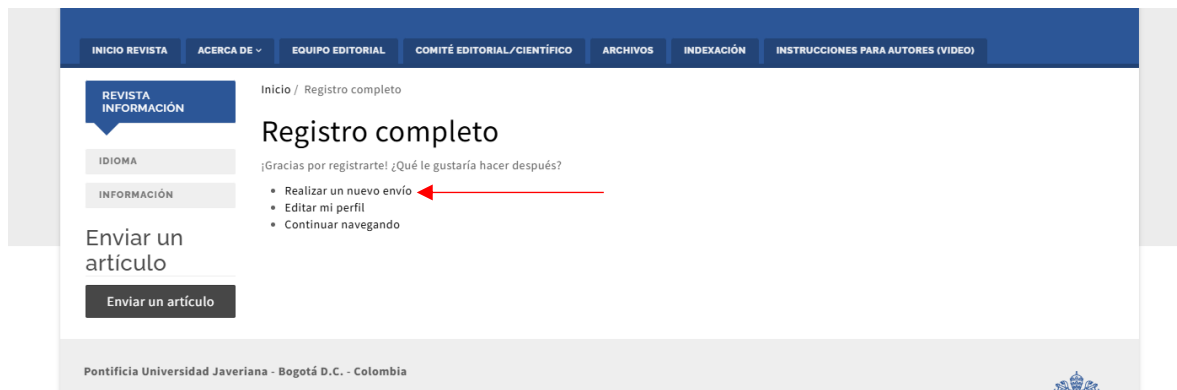 INICIO REVISTA ACERCA DE EQUIPO EDITORIAL COMITÉ EDITORIAL/CIENTÍFICO ARCHIVOS INDEXACIÓN INSTRUCCIONES PARA AUTORES (VIDEO)
REVISTA
INFORMACIÓN
IDIOMA
INFORMACIÓN
Enviar un
artículo
Enviar un artículo
Inicio / Registro completo
Registro completo
¡Gracias por registrarte! ¿Qué le gustaría hacer después?
Realizar un nuevo envío
Editar mi perfil
Continuar navegando
Pontificia Universidad Javeriana - Bogotá D.C. - Colombia